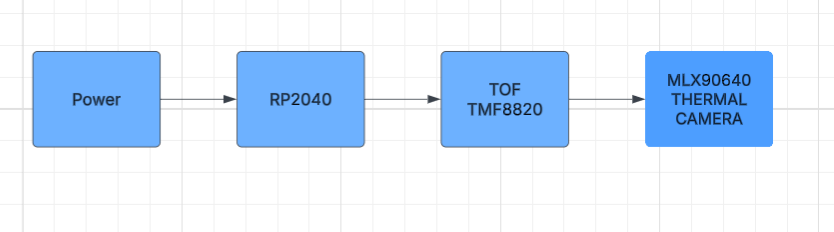 Power
RP2040
TOF
TMF8820
MLX90640
THERMAL
CAMERA